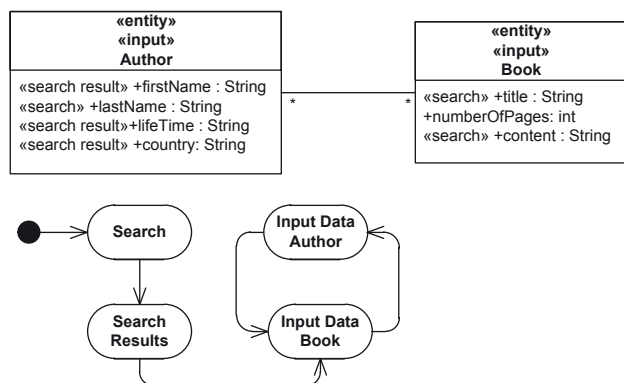 «entity»
«input»
Author
«search result» +firstName : String
«search» +lastName : String
«search result»+lifeTime : String
«search result» +country: String
*
*
«entity»
«input»
Book
«search» +title : String
+numberOfPages: int
«search» +content : String
Search
Input Data
Author
Search
Results
Input Data
Book